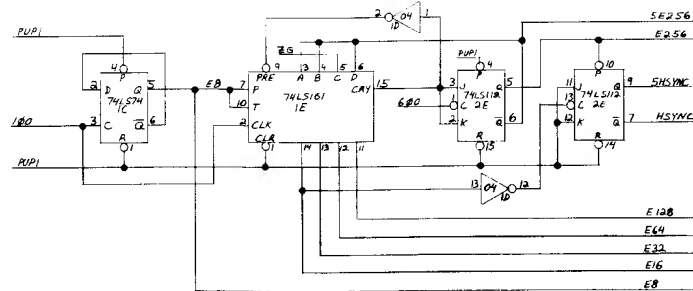 5E256
E256
PUP1
2 04 1
1D
ZG
4
P
9 13 4 5 6
PRE A B C D
PUP1 4
10
P
2 D Q 5
74LS74
1C
E8
7 P
10 T
74LS161
1E
CRY 15
3 J P Q 5
74LS112
2E
11 J P Q 9
74LS112
2E
5HSYNC
6Φ0
1 C
13 C
1Φ0
3 C Q 6
R
1
2 CLK
CLR
1
14 13 12 11
2 K Q 6
R
15
12 K Q 7
R
14
HSYNC
PUP1
13 04 12
1D
E128
E64
E32
E16
E8